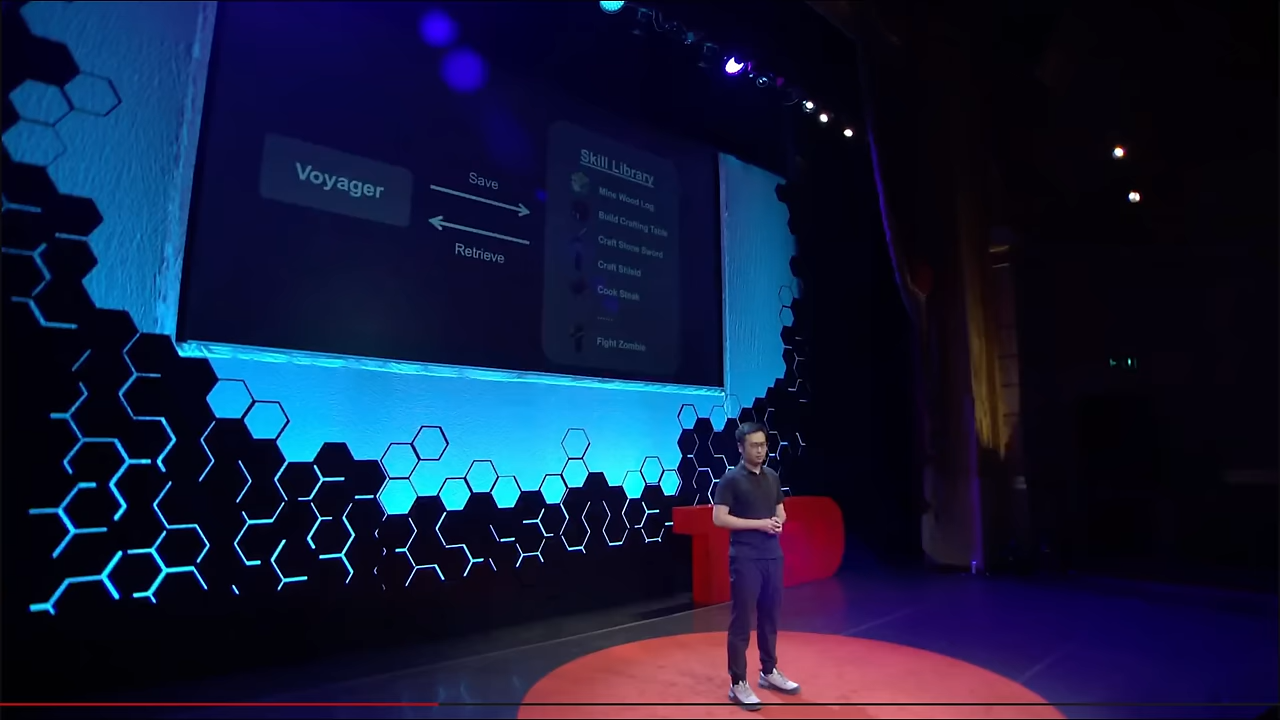 Voyager
Save
Retrieve
Skill Library
Mine Wood Log
Build Crafting Table
Craft Stone Sword
Craft Shield
Cook Steak
...
Fight Zombie